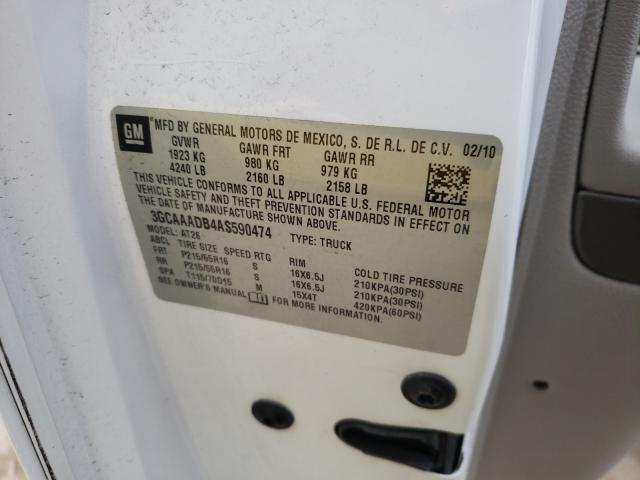 GM
*MFD BY GENERAL MOTORS DE MEXICO, S. DE R.L. DE C.V. 02/10
GVWR GAWR FRT GAWR RR
1923 KG 980 KG 979 KG
4240 LB 2160 LB 2158 LB
THIS VEHICLE CONFORMS TO ALL APPLICABLE U.S. FEDERAL MOTOR
VEHICLE SAFETY AND THEFT PREVENTION STANDARDS IN EFFECT ON
THE DATE OF MANUFACTURE SHOWN ABOVE.
3GCAAADB4AS590474 TYPE: TRUCK
MODEL: AT26
ABCL TIRE SIZE SPEED RTG RIM COLD TIRE PRESSURE
FRT P215/55R16 S 16X6.5J 210KPA(30PSI)
RR P215/55R16 S 16X6.5J 210KPA(30PSI)
SPA T115/70D15 M 15X4T 420KPA(60PSI)
SEE OWNER'S MANUAL FOR MORE INFORMATION.